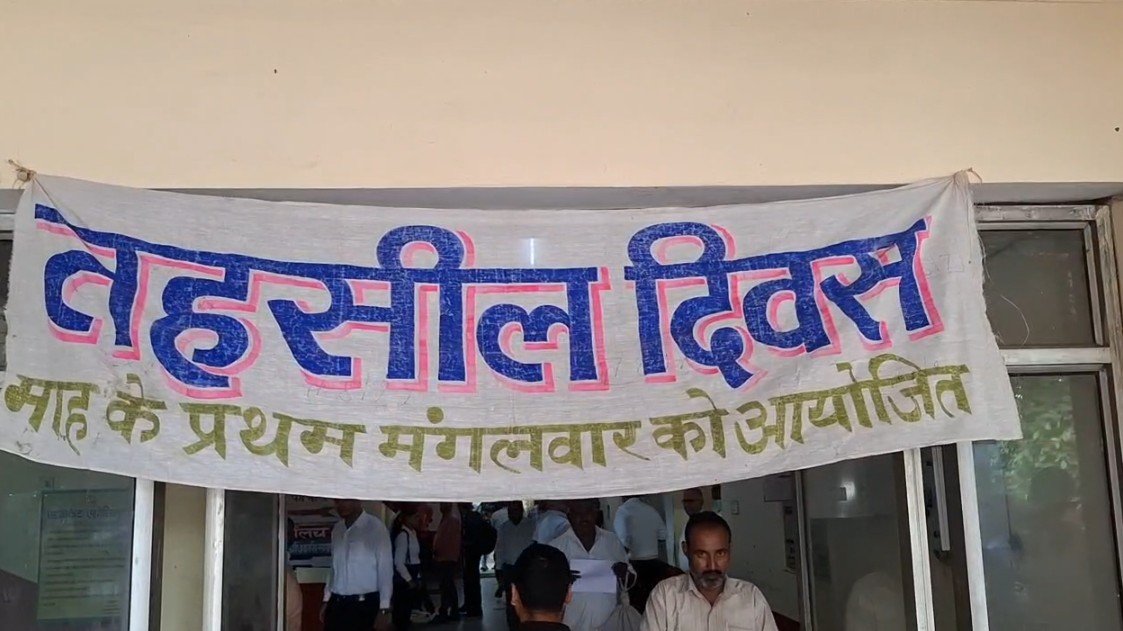 तहसील दिवस
माह के प्रथम मंगलवार को आयोजित